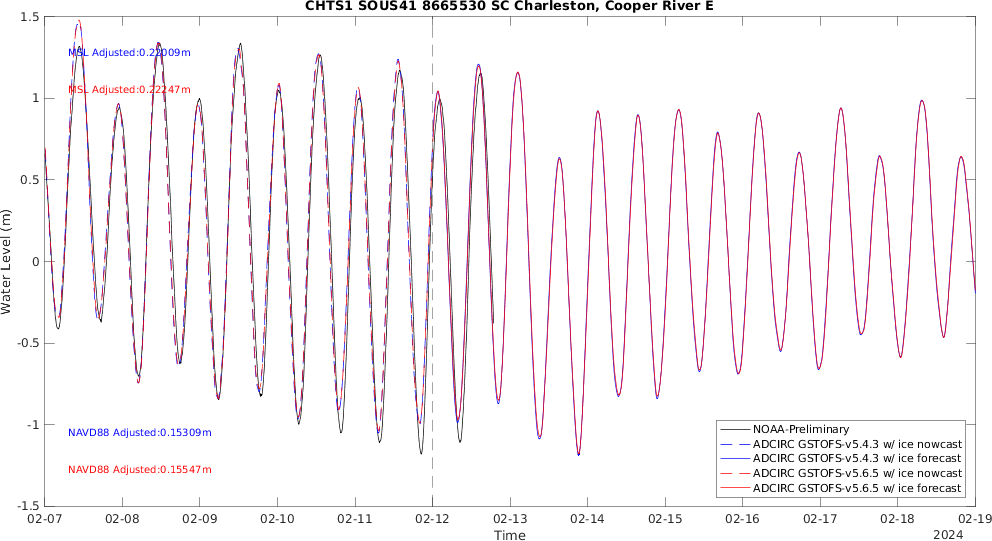 CHTS1 SOUS41 8665530 SC Charleston, Cooper River E
1.5
1
0.5
0
-0.5
-1
-1.5
Water Level (m)
MSL Adjusted:0.22009m
MSL Adjusted:0.22247m
NAVD88 Adjusted:0.15309m
NAVD88 Adjusted:0.15547m
NOAA-Preliminary
ADCIRC GSTOFS-v5.4.3 w/ ice nowcast
ADCIRC GSTOFS-v5.4.3 w/ ice forecast
ADCIRC GSTOFS-v5.6.5 w/ ice nowcast
ADCIRC GSTOFS-v5.6.5 w/ ice forecast
02-07 02-08 02-09 02-10 02-11 02-12 02-13 02-14 02-15 02-16 02-17 02-18 02-19
Time
2024